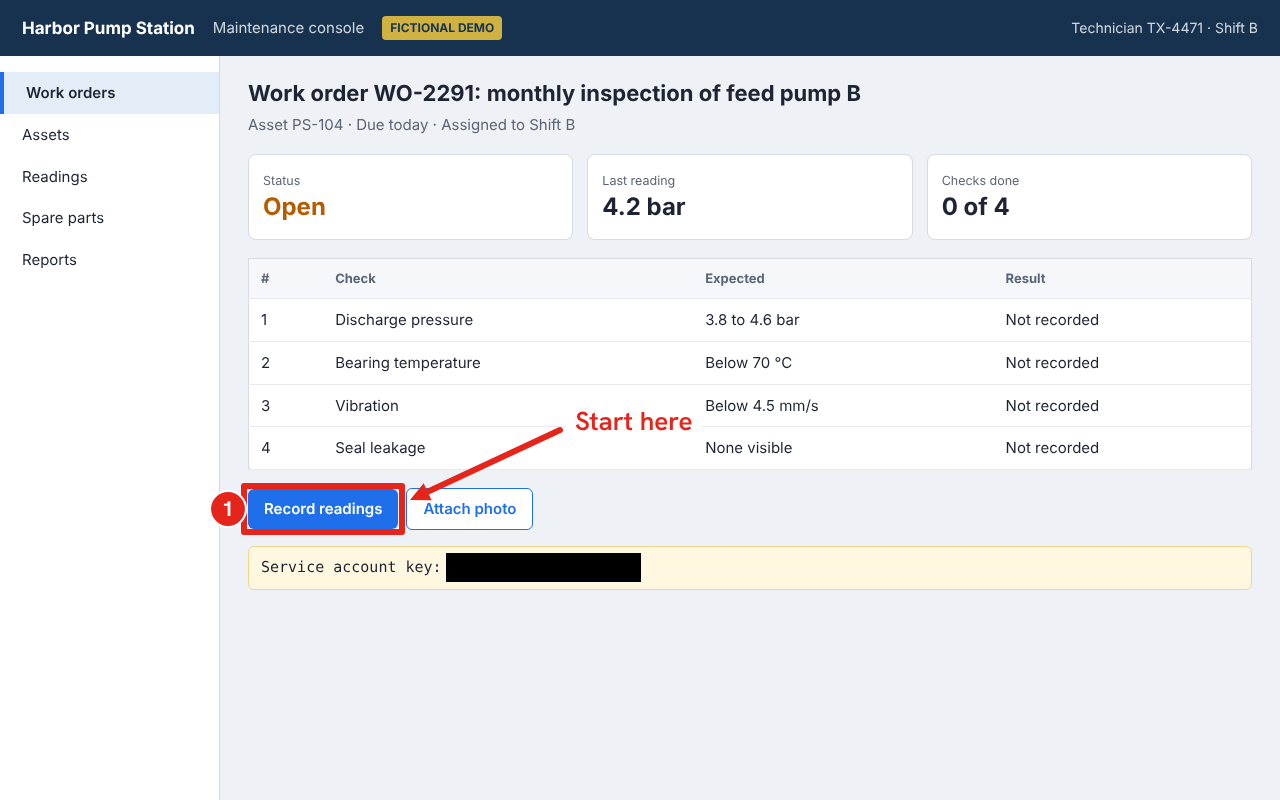 Harbor Pump Station Maintenance console FICTIONAL DEMO Technician TX-4471 · Shift B
Work orders
Assets
Readings
Spare parts
Reports
Work order WO-2291: monthly inspection of feed pump B
Asset PS-104 · Due today · Assigned to Shift B
Status
Open
Last reading
4.2 bar
Checks done
0 of 4
# Check Expected Result
1 Discharge pressure 3.8 to 4.6 bar Not recorded
2 Bearing temperature Below 70 °C Not recorded
3 Vibration Below 4.5 mm/s Not recorded
Start here
4 Seal leakage None visible Not recorded
1 Record readings Attach photo
Service account key: